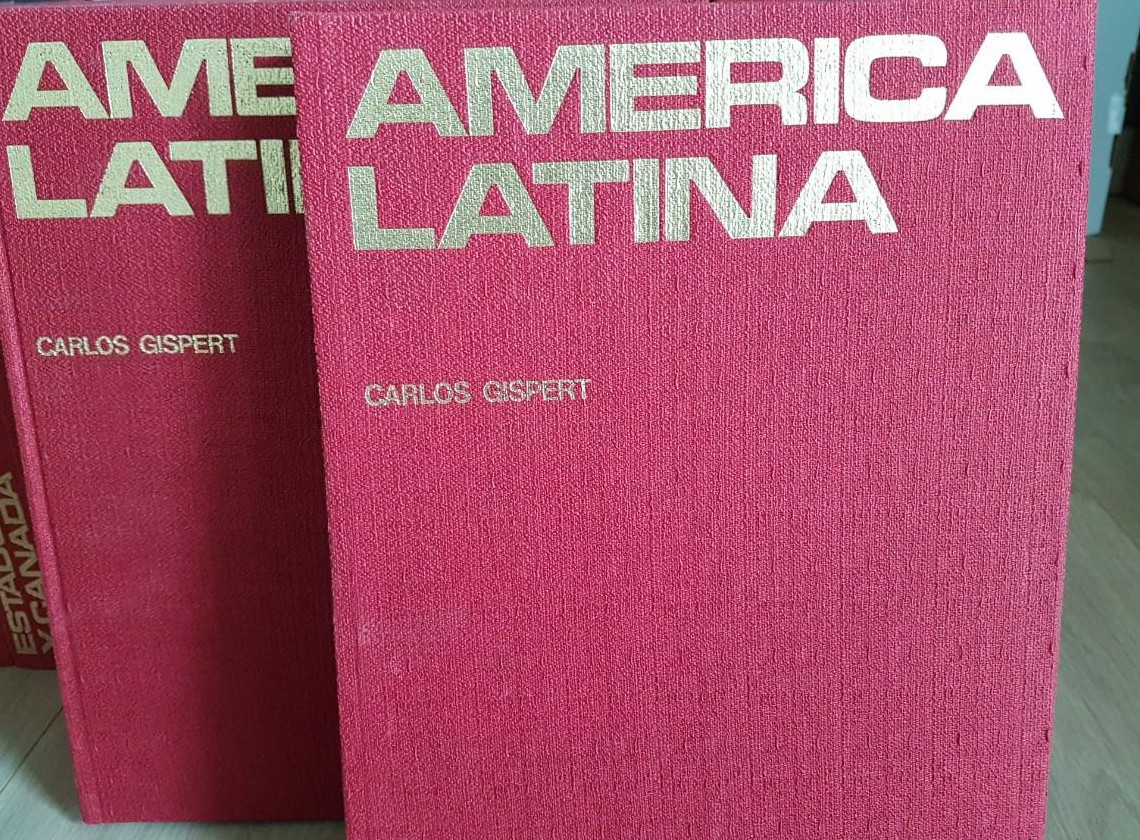 AME
LATI
CARLOS GISPERT
AMERICA
LATINA
CARLOS GISPERT
ESTADO
Y CANADA